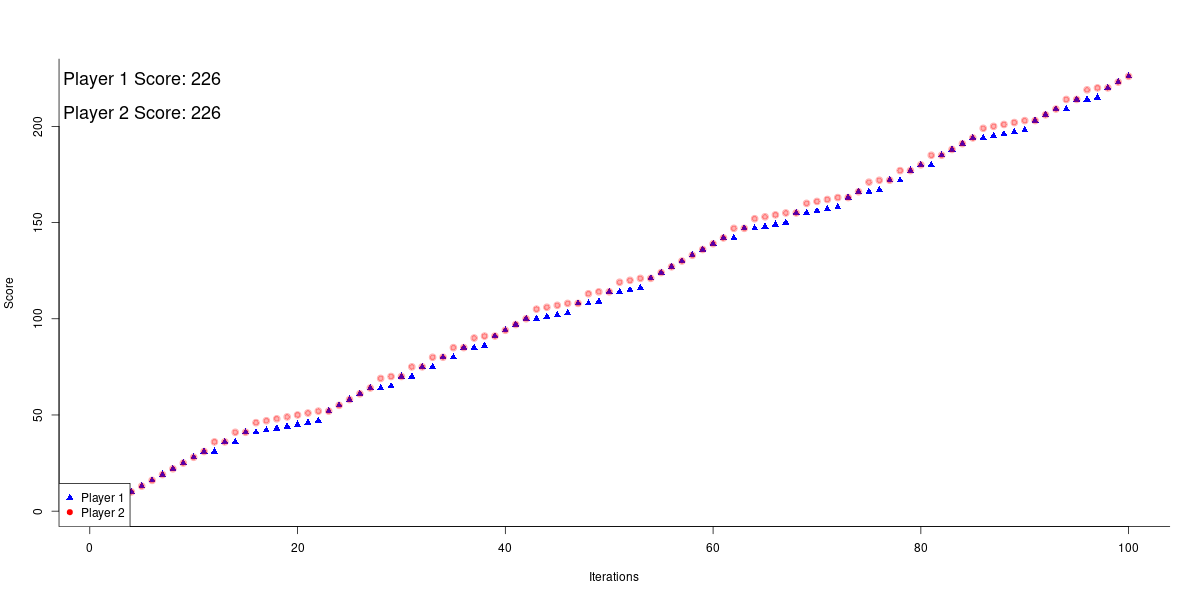 Player 1 Score: 226
Player 2 Score: 226
Score
0
50
100
150
200
Player 1
Player 2
0 20 40 60 80 100
Iterations